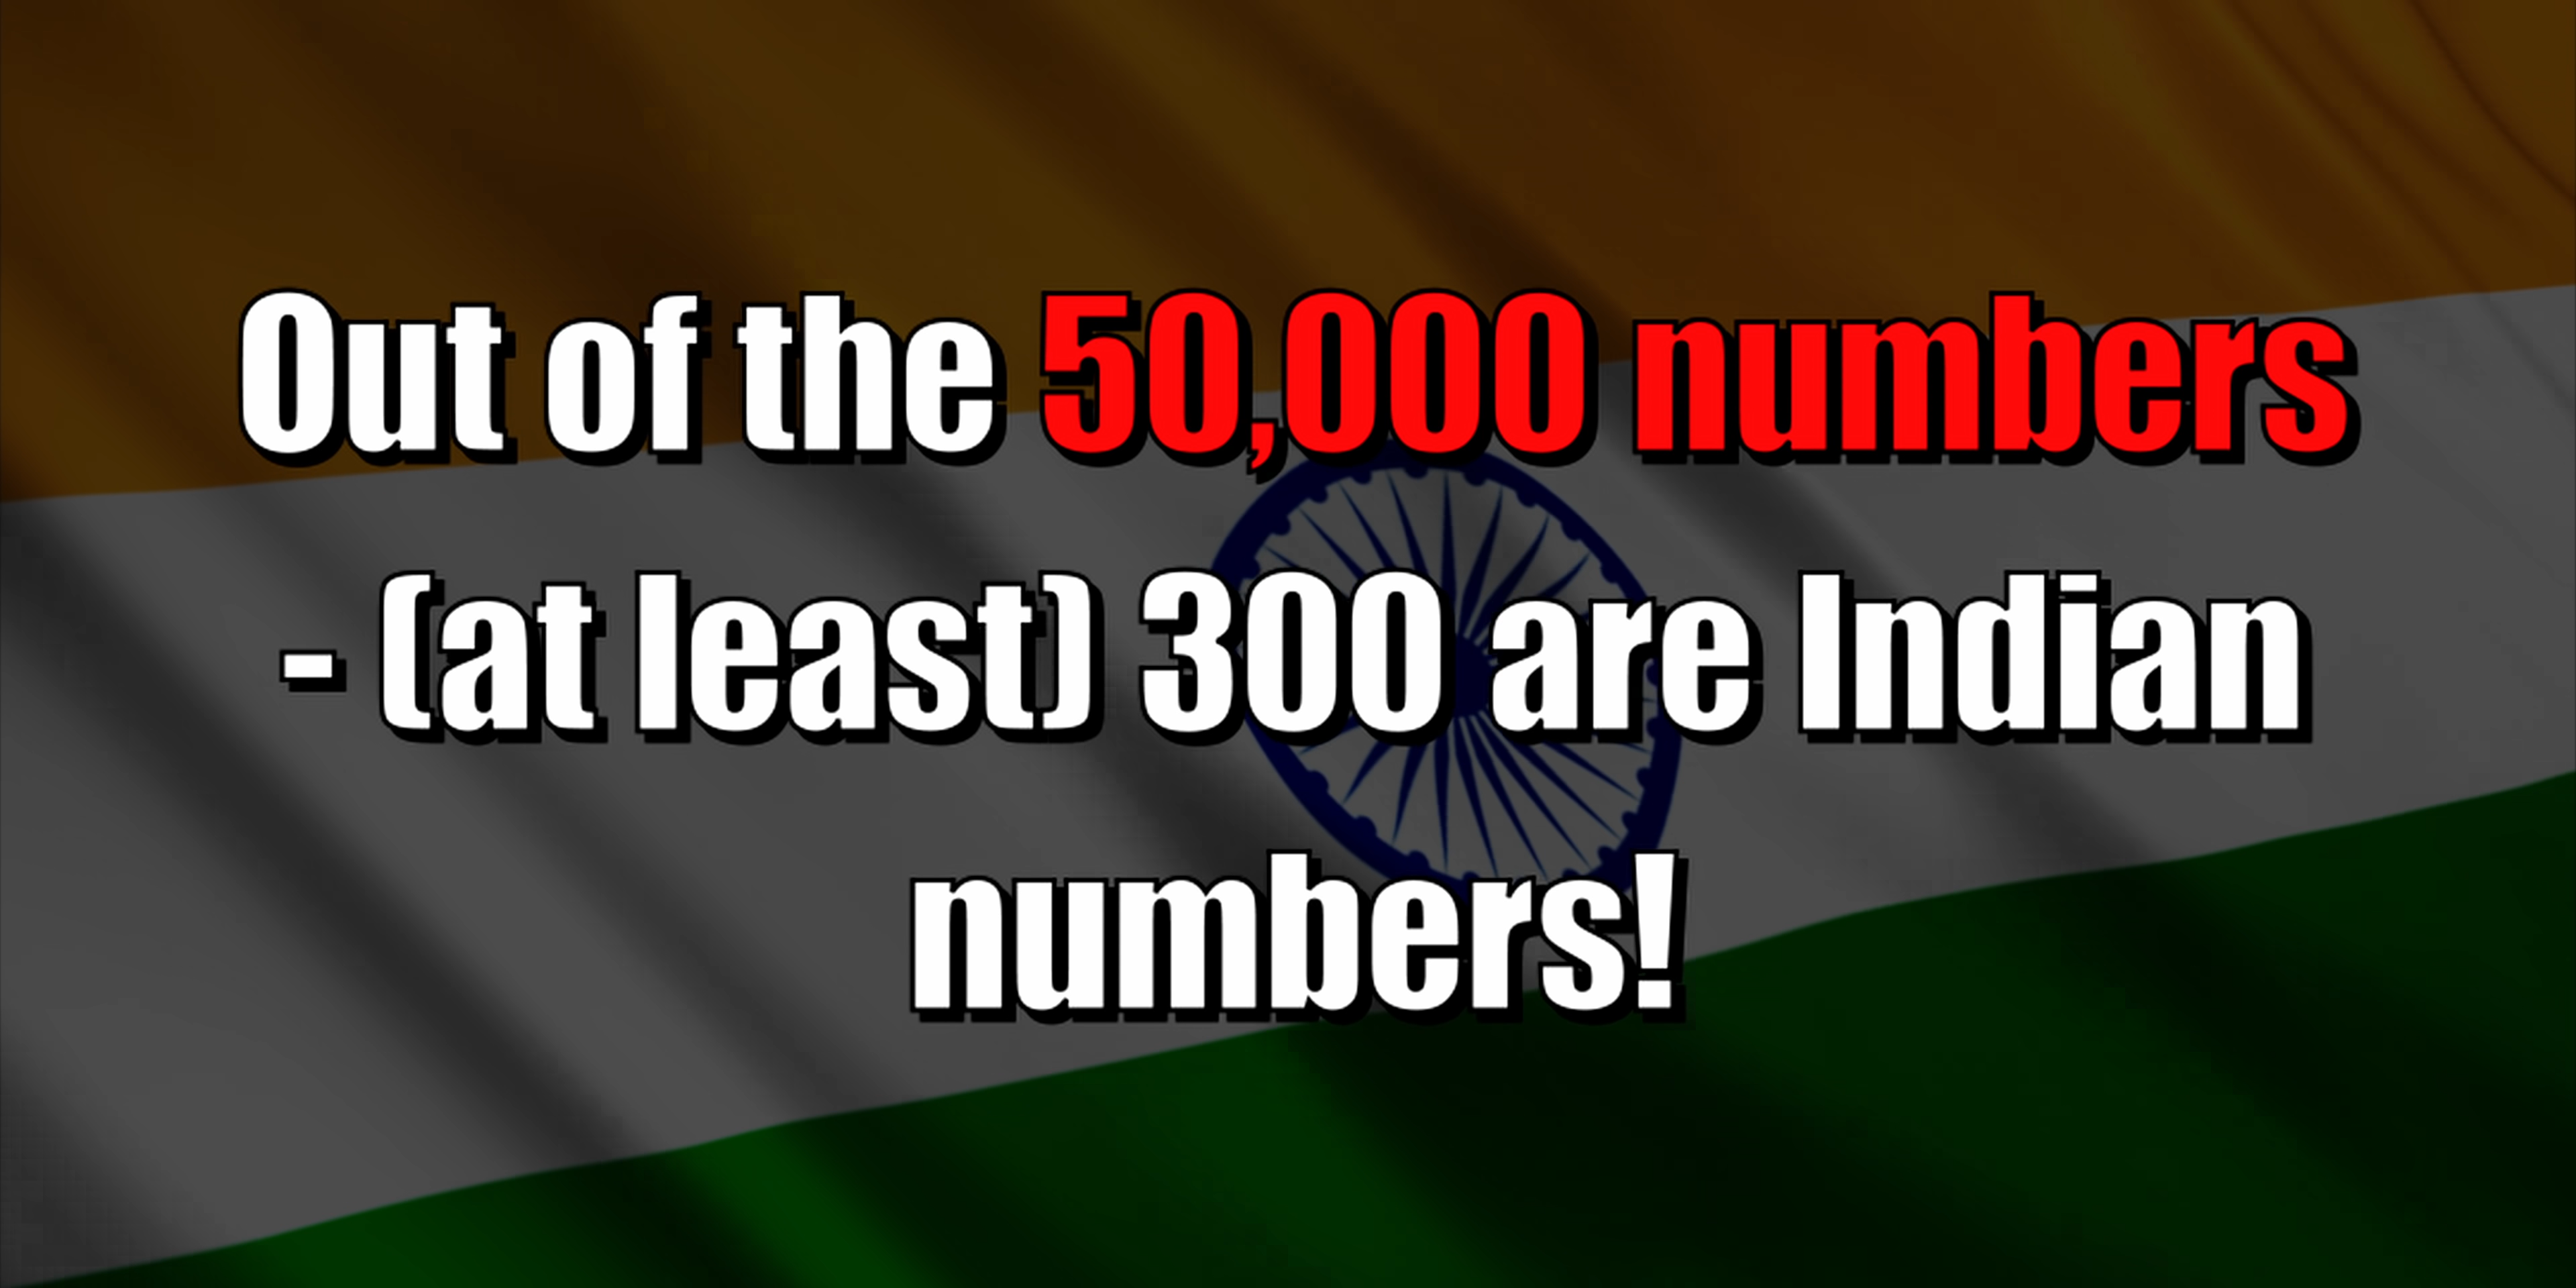 Out of the 50,000 numbers
- (at least) 300 are Indian
numbers!